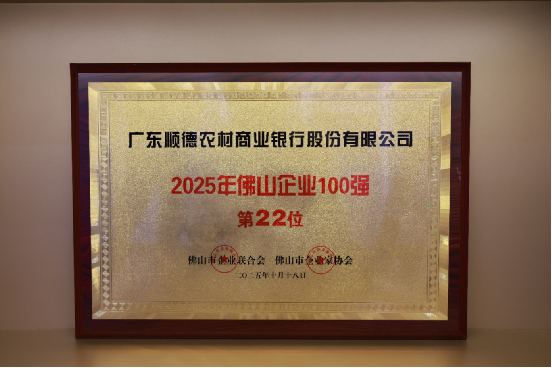 广东顺德农村商业银行股份有限公司
2025年佛山企业100强
第22位
佛山市企业联合会 佛山市企业家协会
二〇二五年十月十八日